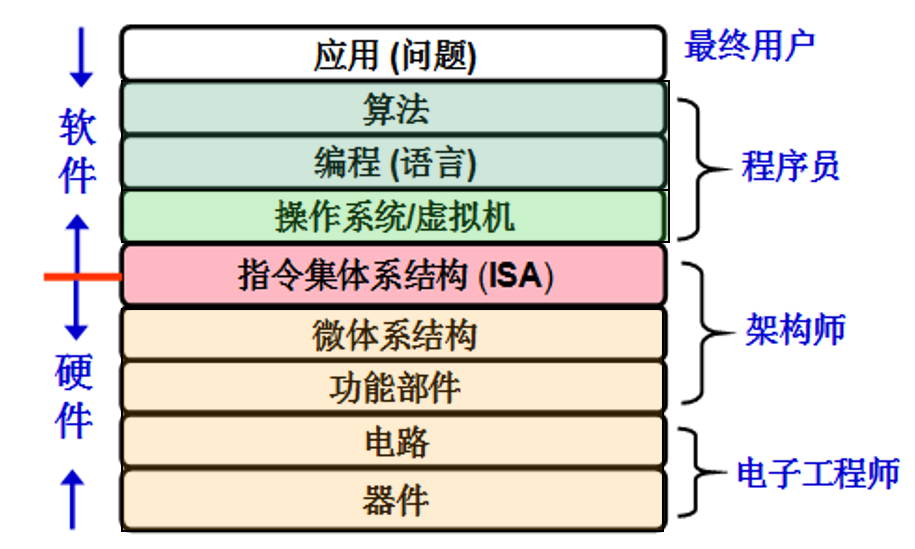 应用 (问题)
最终用户
算法
编程 (语言)
操作系统/虚拟机
程序员
软
件
指令集体系结构 (ISA)
微体系结构
功能部件
架构师
硬
件
电路
器件
电子工程师